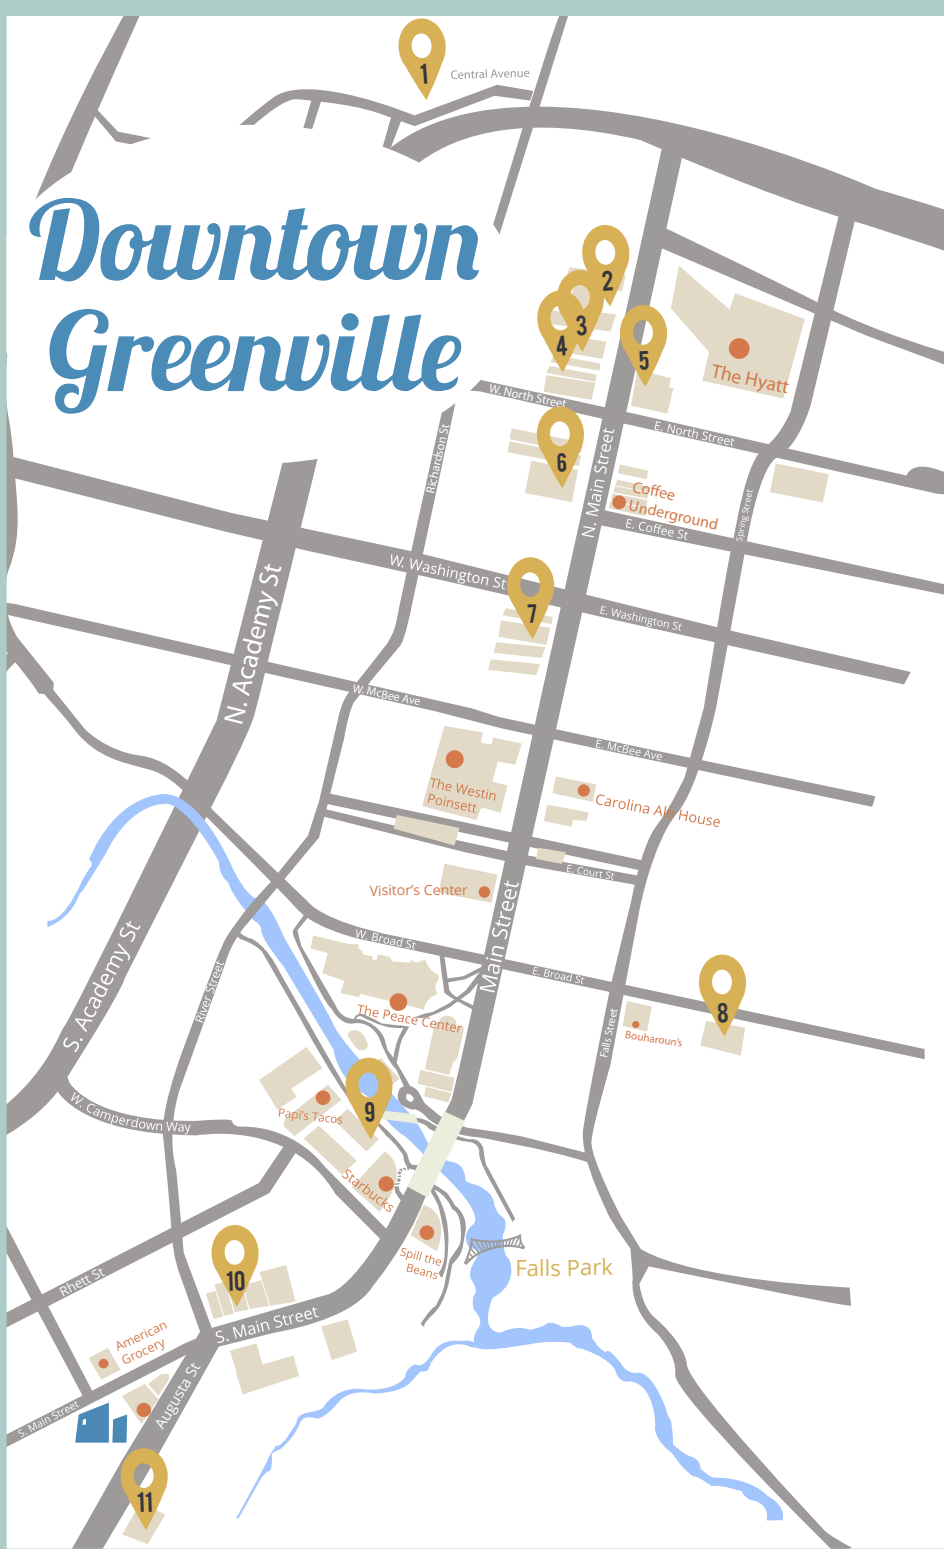 1
Central Avenue
Downtown
Greenville
2
3
4
5
The Hyatt
W. North Street
E. North Street
Richardson St
6
N. Main Street
Coffee
Underground
E. Coffee St
Spring Street
W. Washington St
7
E. Washington St
N. Academy St
W. McBee Ave
E. McBee Ave
The Westin
Poinsett
Carolina Ale House
E. Court St
Visitor's Center
Main Street
W. Broad St
E. Broad St
S. Academy St
River Street
The Peace Center
8
Falls Street
Bouharoun's
W. Camperdown Way
Papi's Tacos
9
Starbucks
Spill the
Beans
Falls Park
10
Rhett St
S. Main Street
American
Grocery
Augusta St
S. Main Street
11